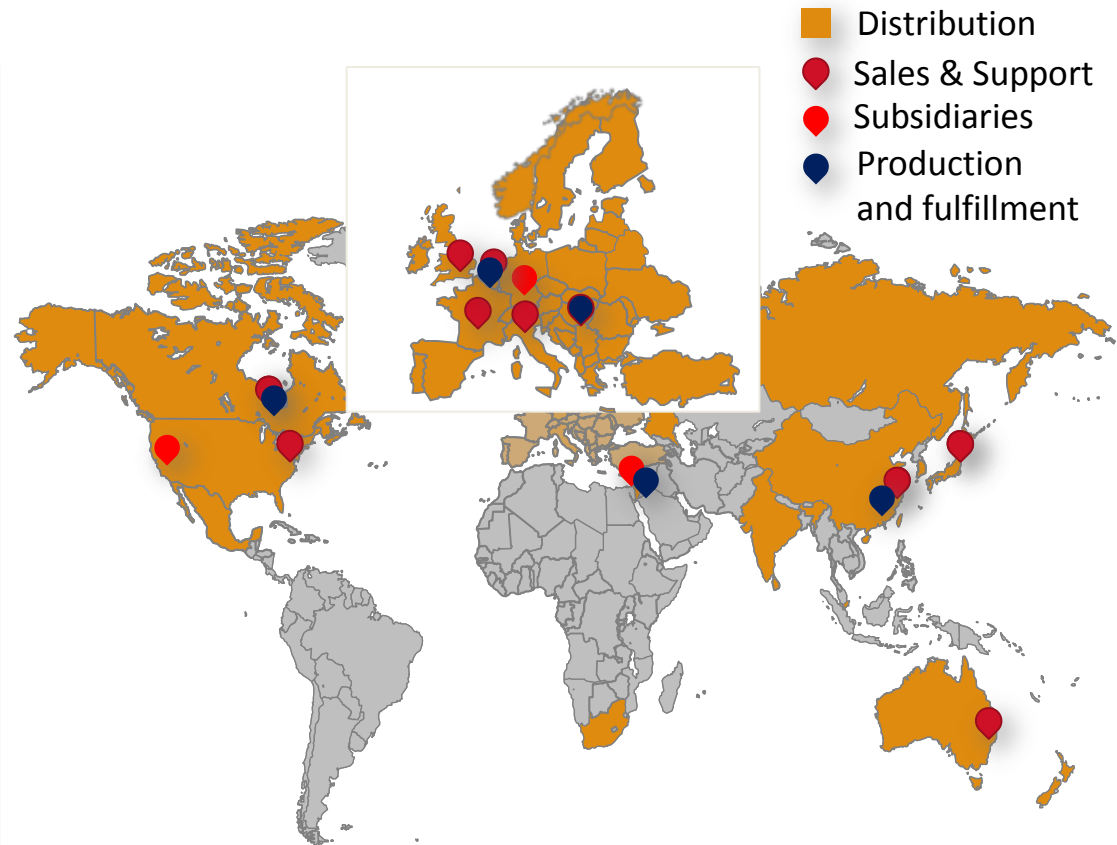 Distribution
Sales & Support
Subsidiaries
Production
and fulfillment